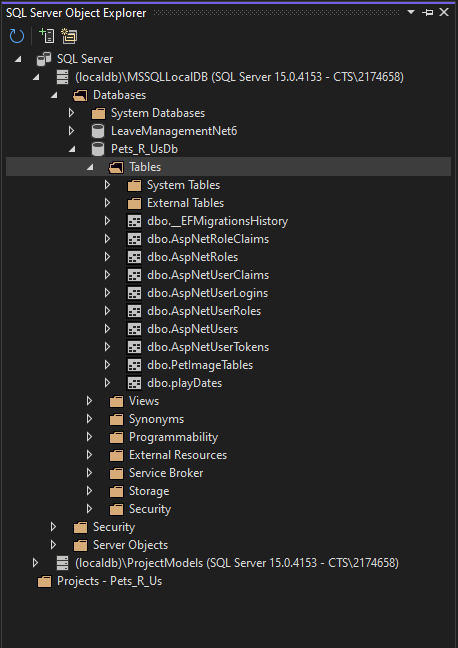 SQL Server Object Explorer
SQL Server
(localdb)\MSSQLLocalDB (SQL Server 15.0.4153 - CTS\2174658)
Databases
System Databases
LeaveManagementNet6
Pets_R_UsDb
Tables
System Tables
External Tables
dbo.__EFMigrationsHistory
dbo.AspNetRoleClaims
dbo.AspNetRoles
dbo.AspNetUserClaims
dbo.AspNetUserLogins
dbo.AspNetUserRoles
dbo.AspNetUsers
dbo.AspNetUserTokens
dbo.PetImageTables
dbo.playDates
Views
Synonyms
Programmability
External Resources
Service Broker
Storage
Security
Security
Server Objects
(localdb)\ProjectModels (SQL Server 15.0.4153 - CTS\2174658)
Projects - Pets_R_Us